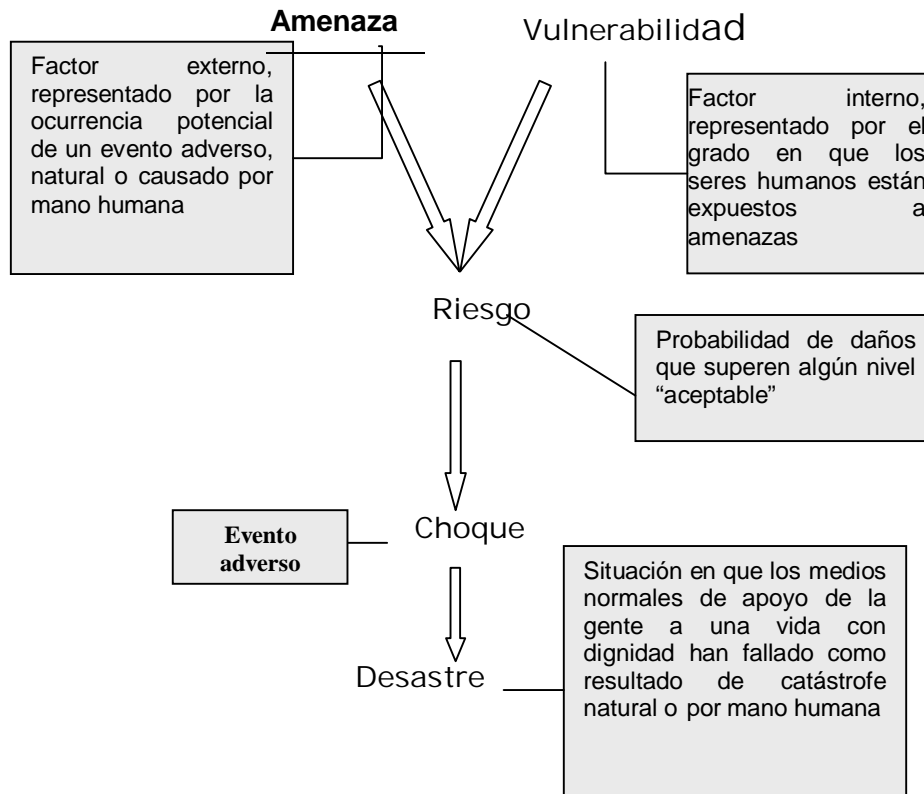 Amenaza
Vulnerabilidad
Factor externo,
representado por la
ocurrencia potencial
de un evento adverso,
natural o causado por
mano humana
Factor interno,
representado por el
grado en que los
seres humanos están
expuestos a
amenazas
Riesgo
Probabilidad de daños
que superen algún nivel
“aceptable”
Choque
Evento
adverso
Situación en que los medios
normales de apoyo de la
gente a una vida con
dignidad han fallado como
resultado de catástrofe
natural o por mano humana
Desastre